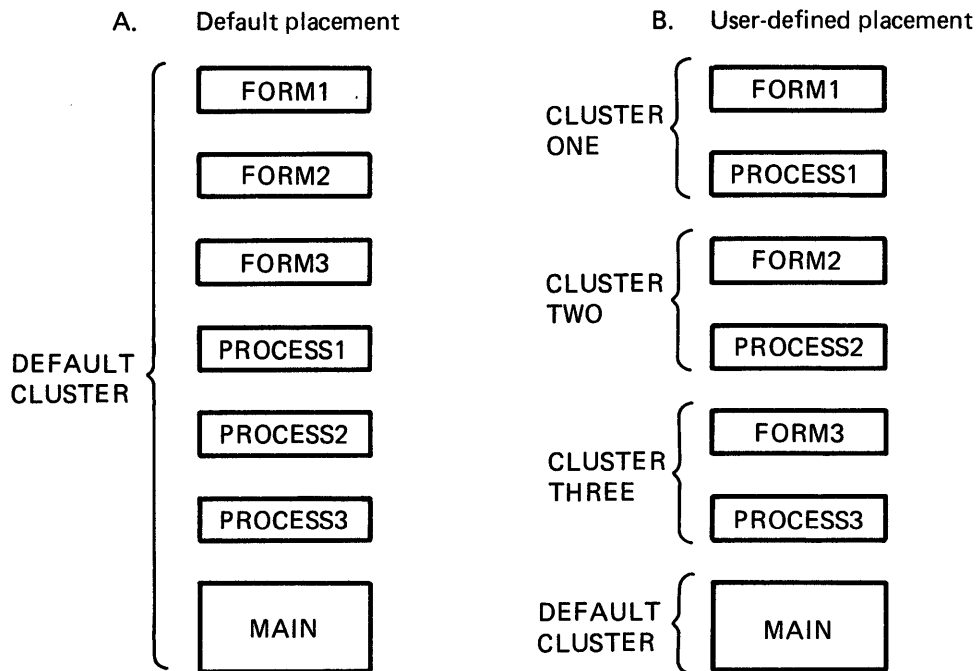 A. Default placement
DEFAULT
CLUSTER
FORM1
FORM2
FORM3
PROCESS1
PROCESS2
PROCESS3
MAIN
B. User-defined placement
CLUSTER
ONE
FORM1
PROCESS1
CLUSTER
TWO
FORM2
PROCESS2
CLUSTER
THREE
FORM3
PROCESS3
DEFAULT
CLUSTER
MAIN